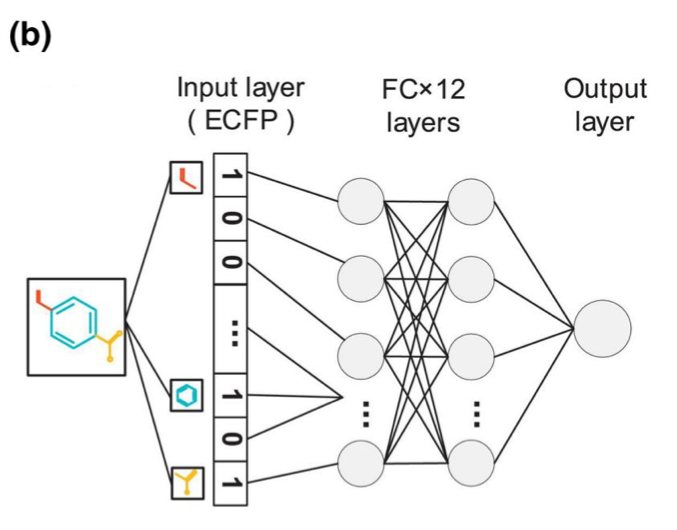 (b)
Input layer
( ECFP )
FC×12
layers
Output
layer
1
0
0
...
1
0
1
...
...